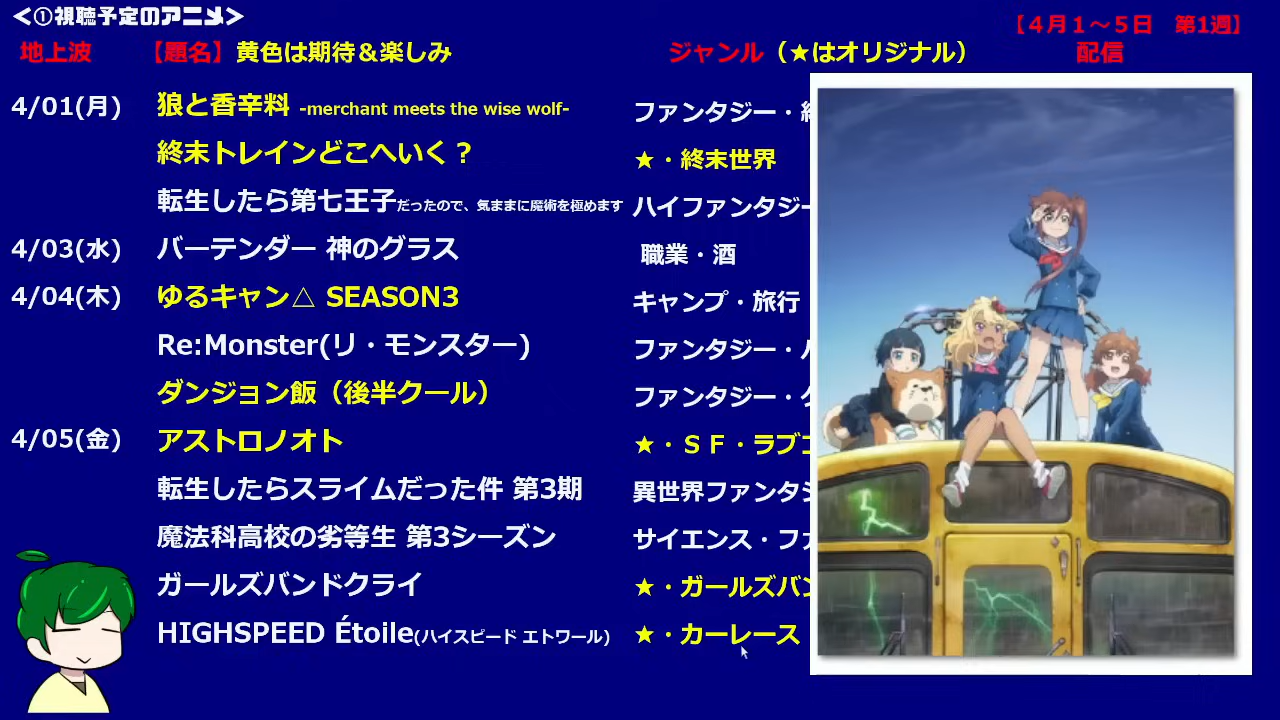 ＜①視聴予定のアニメ＞
【４月１～５日　第1週】
地上波　【題名】黄色は期待＆楽しみ　ジャンル（★はオリジナル）　配信
4/01(月)　狼と香辛料 -merchant meets the wise wolf-　ファンタジー・
終末トレインどこへいく？　★・終末世界
転生したら第七王子だったので、気ままに魔術を極めます　ハイファンタジー
4/03(水)　バーテンダー 神のグラス　職業・酒
4/04(木)　ゆるキャン△ SEASON3　キャンプ・旅行
Re:Monster(リ・モンスター)　ファンタジー・
ダンジョン飯（後半クール）　ファンタジー・
4/05(金)　アストロノオト　★・ＳＦ・ラブコ
転生したらスライムだった件 第3期　異世界ファンタジ
魔法科高校の劣等生 第3シーズン　サイエンス・ファ
ガールズバンドクライ　★・ガールズバン
HIGHSPEED Étoile(ハイスピード エトワール)　★・カーレース